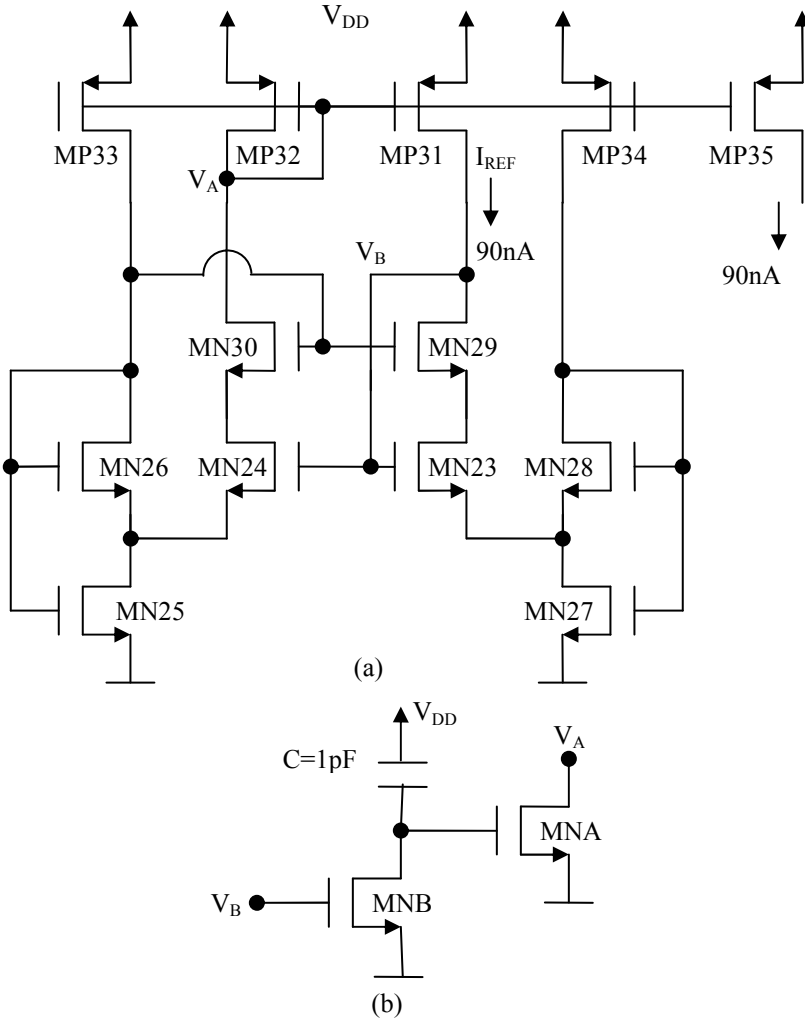 VDD
MP33
MP32
MP31
MP34
MP35
IREF
VA
90nA
VB
90nA
MN30
MN29
MN26
MN24
MN23
MN28
MN25
MN27
(a)
VDD
C=1pF
VA
MNA
VB
MNB
(b)